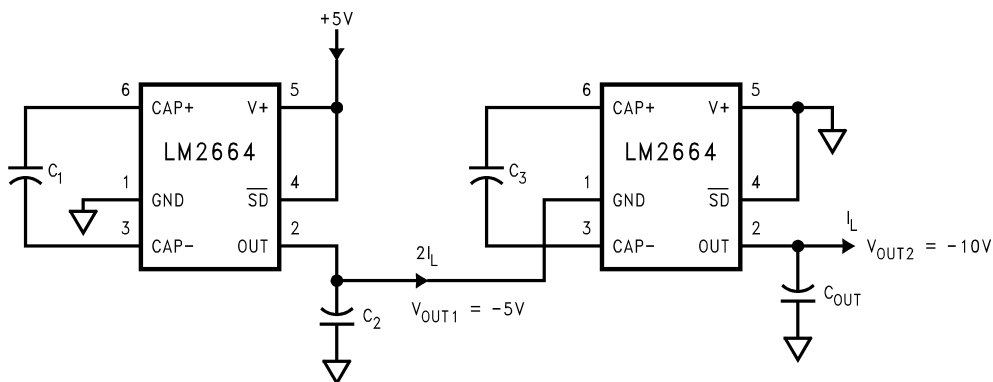 +5V
6 CAP+ V+ 5
LM2664
C1
1 GND SD 4
3 CAP- OUT 2
2IL
VOUT1 = -5V
C2
6 CAP+ V+ 5
LM2664
C3
1 GND SD 4
3 CAP- OUT 2
IL
VOUT2 = -10V
COUT